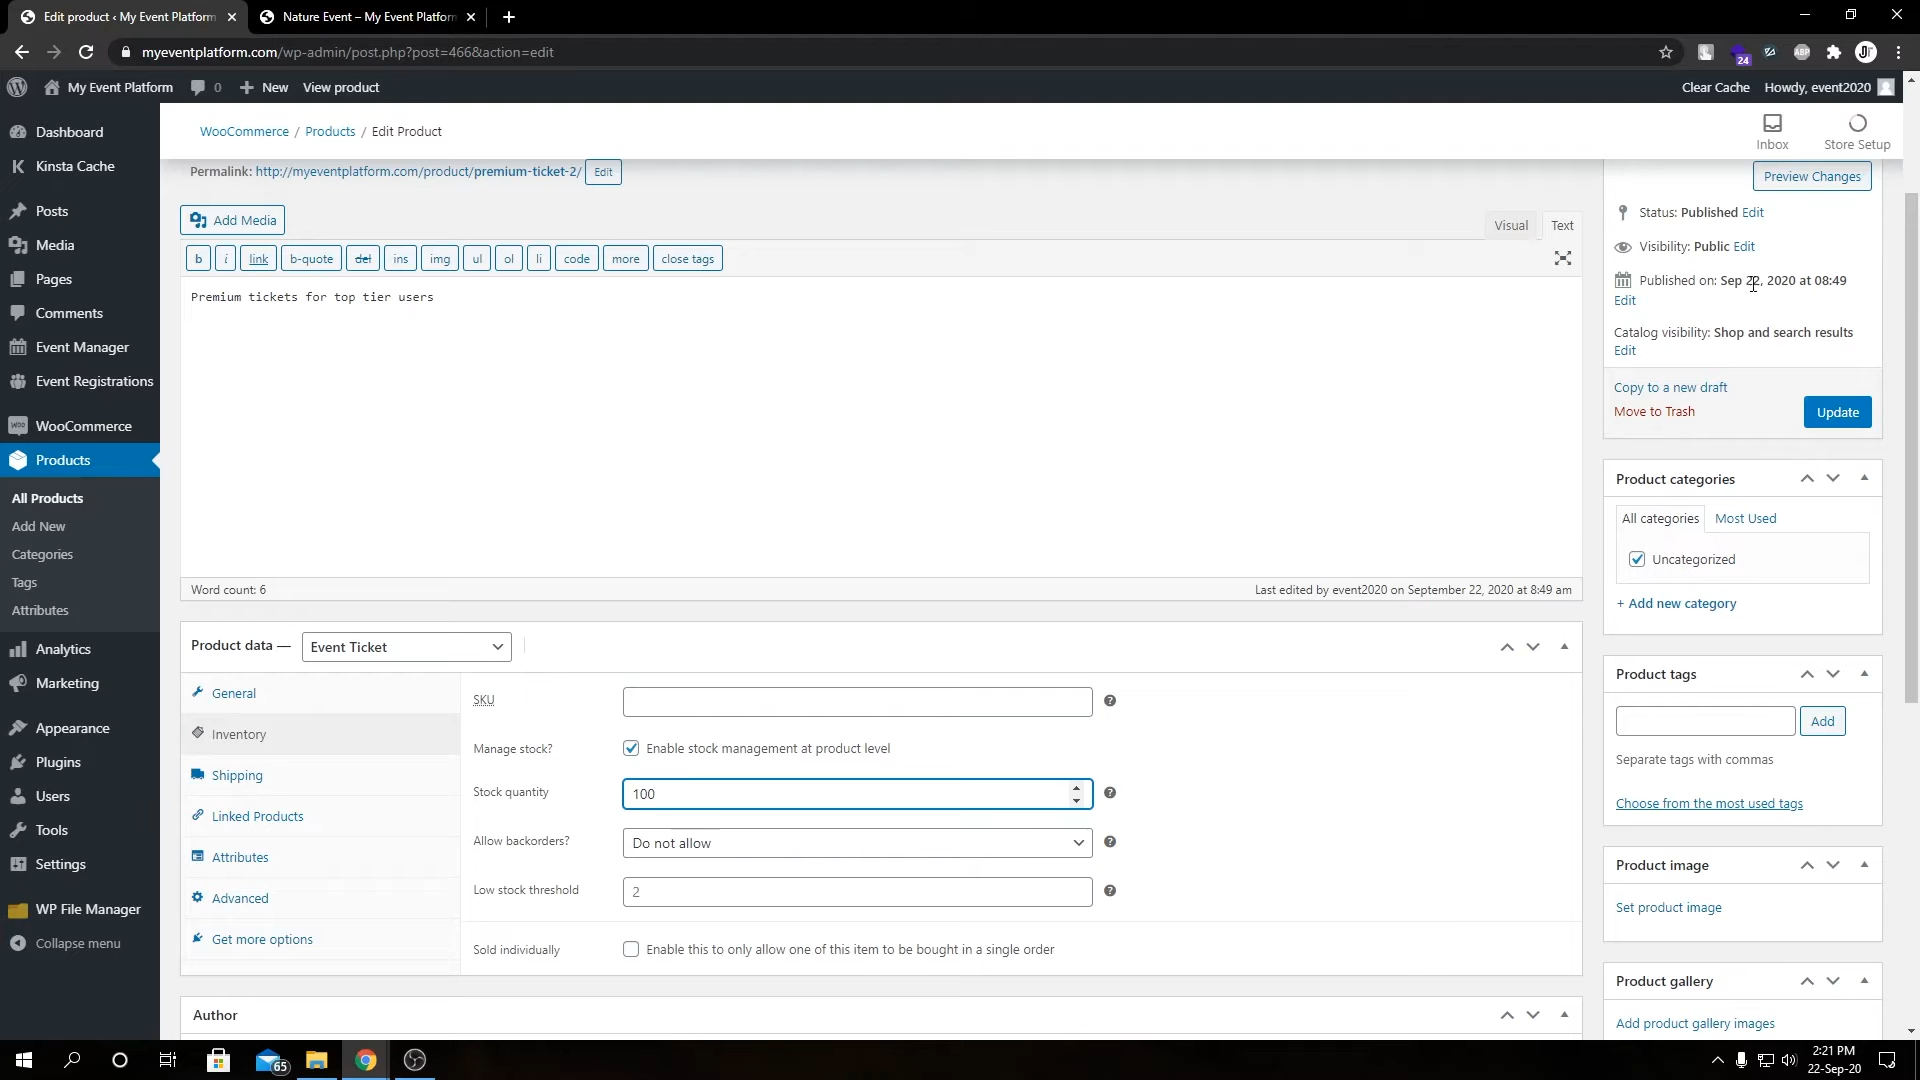 Edit product ‹ My Event Platform
Nature Event – My Event Platform
myeventplatform.com/wp-admin/post.php?post=466&action=edit
ABP
24
My Event Platform
0
New
View product
Clear Cache
Howdy, event2020
Dashboard
Kinsta Cache
Posts
Media
Pages
Comments
Event Manager
Event Registrations
WooCommerce
Products
All Products
Add New
Categories
Tags
Attributes
Analytics
Marketing
Appearance
Plugins
Users
Tools
Settings
WP File Manager
Collapse menu
WooCommerce / Products / Edit Product
Inbox
Store Setup
Permalink: http://myeventplatform.com/product/premium-ticket-2/ Edit
Add Media
Visual
Text
b
i
link
b-quote
del
ins
img
ul
ol
li
code
more
close tags
Premium tickets for top tier users
Word count: 6
Last edited by event2020 on September 22, 2020 at 8:49 am
Product data —
Event Ticket
General
Inventory
Shipping
Linked Products
Attributes
Advanced
Get more options
SKU
Manage stock?
Enable stock management at product level
Stock quantity
100
Allow backorders?
Do not allow
Low stock threshold
2
Sold individually
Enable this to only allow one of this item to be bought in a single order
Author
Preview Changes
Status: Published Edit
Visibility: Public Edit
Published on: Sep 22, 2020 at 08:49
Edit
Catalog visibility: Shop and search results
Edit
Copy to a new draft
Move to Trash
Update
Product categories
All categories
Most Used
Uncategorized
+ Add new category
Product tags
Add
Separate tags with commas
Choose from the most used tags
Product image
Set product image
Product gallery
Add product gallery images
65
2:21 PM
22-Sep-20